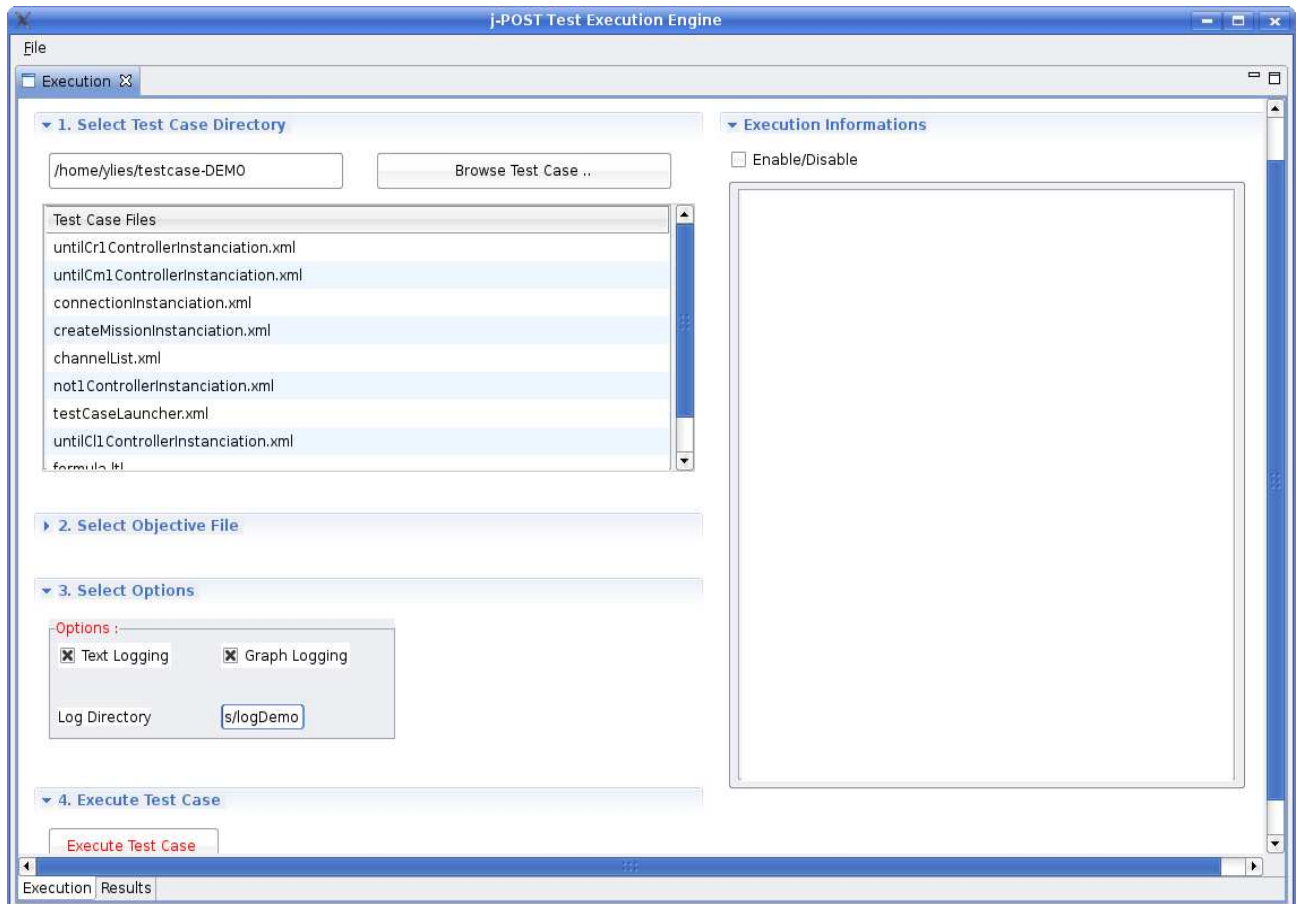 j-POST Test Execution Engine
File
Execution
1. Select Test Case Directory
/home/ylies/testcase-DEMO
Browse Test Case ..
Test Case Files
untilCr1ControllerInstanciation.xml
untilCm1ControllerInstanciation.xml
connectionInstanciation.xml
createMissionInstanciation.xml
channelList.xml
not1ControllerInstanciation.xml
testCaseLauncher.xml
untilCl1ControllerInstanciation.xml
formula.ltl
2. Select Objective File
3. Select Options
Options :
Text Logging
Graph Logging
Log Directory
s/logDemo
4. Execute Test Case
Execute Test Case
Execution Informations
Enable/Disable
Execution
Results